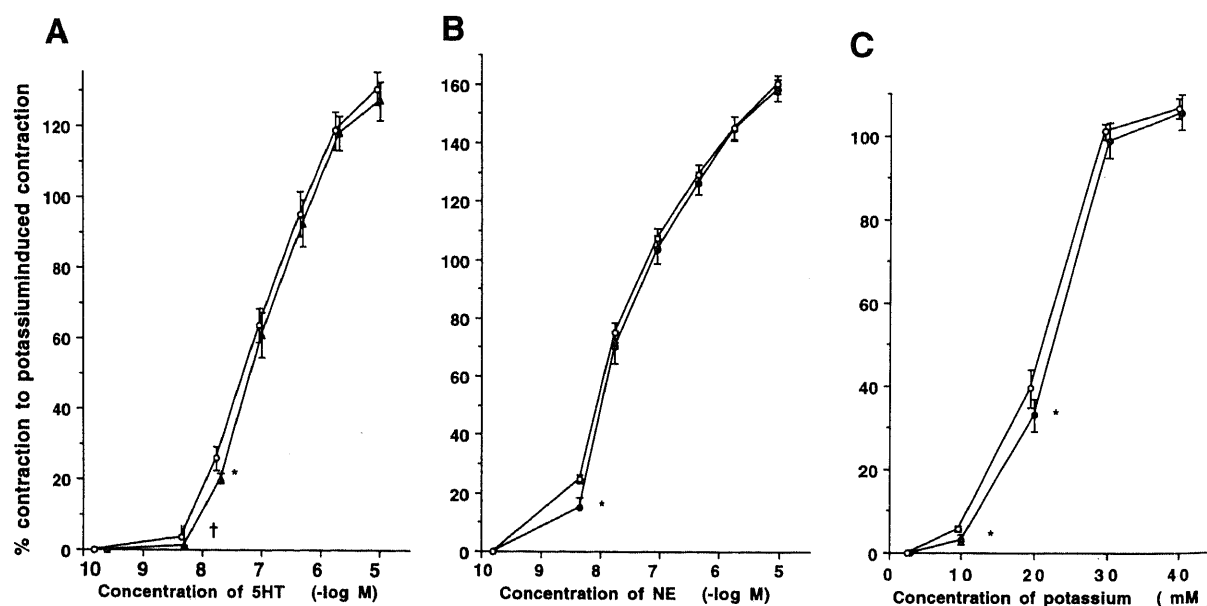 A
B
C
% contraction to potassiuminduced contraction
120
100
80
60
40
20
0
10 9 8 7 6 5
Concentration of 5HT (-log M)
*
†
160
140
120
100
80
60
40
20
0
10 9 8 7 6 5
Concentration of NE (-log M)
*
100
80
60
40
20
0
0 10 20 30 40
Concentration of potassium ( mM
*
*